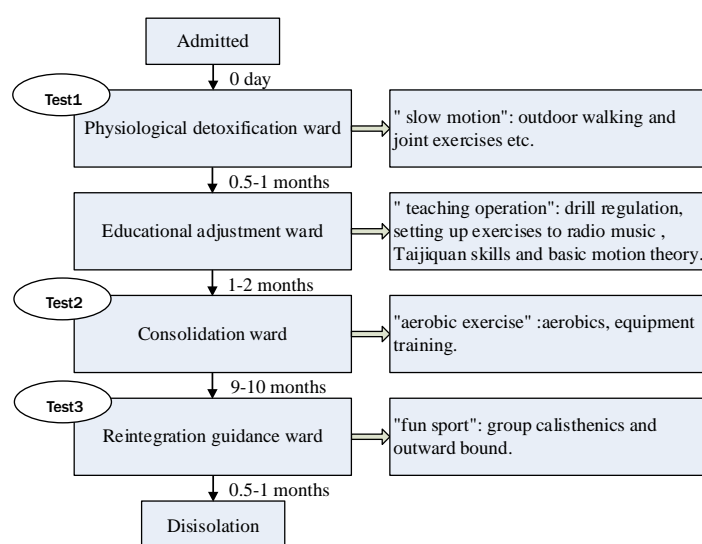 Admitted
0 day
Test1
Physiological detoxification ward
" slow motion": outdoor walking and
joint exercises etc.
0.5-1 months
Educational adjustment ward
" teaching operation": drill regulation,
setting up exercises to radio music ,
Taijiquan skills and basic motion theory.
1-2 months
Test2
Consolidation ward
"aerobic exercise" :aerobics, equipment
training.
9-10 months
Test3
Reintegration guidance ward
"fun sport": group calisthenics and
outward bound.
0.5-1 months
Disisolation